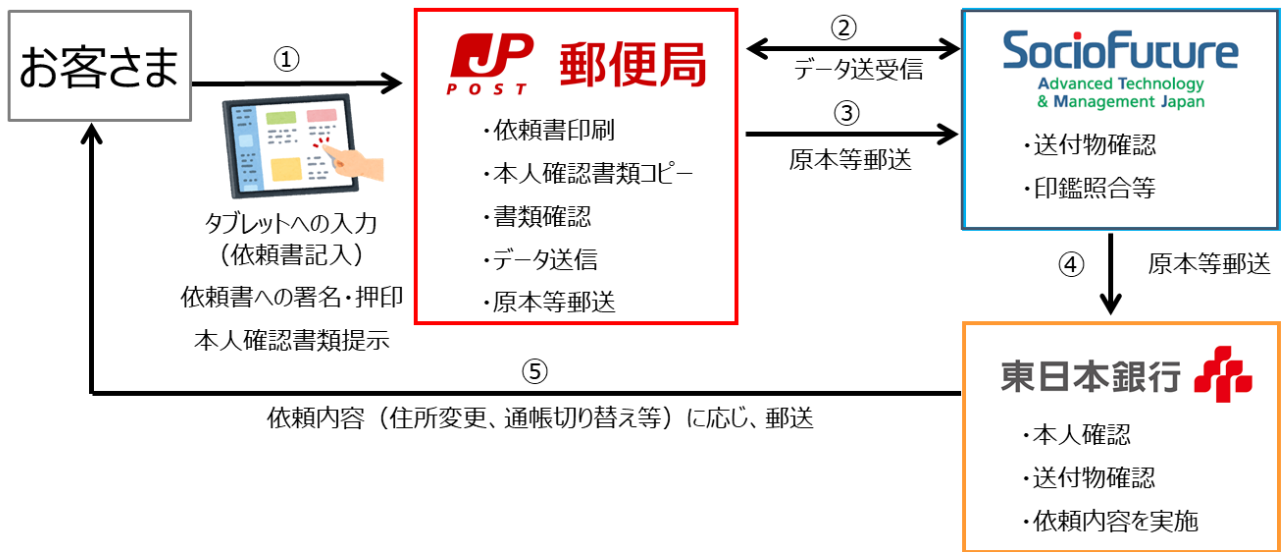 お客さま
①
タブレットへの入力
（依頼書記入）
依頼書への署名・押印
本人確認書類提示
JP
POST
郵便局
・依頼書印刷
・本人確認書類コピー
・書類確認
・データ送信
・原本等郵送
②
データ送受信
③
原本等郵送
SocioFuture
Advanced Technology
& Management Japan
・送付物確認
・印鑑照合等
④
原本等郵送
東日本銀行
・本人確認
・送付物確認
・依頼内容を実施
⑤
依頼内容（住所変更、通帳切り替え等）に応じ、郵送